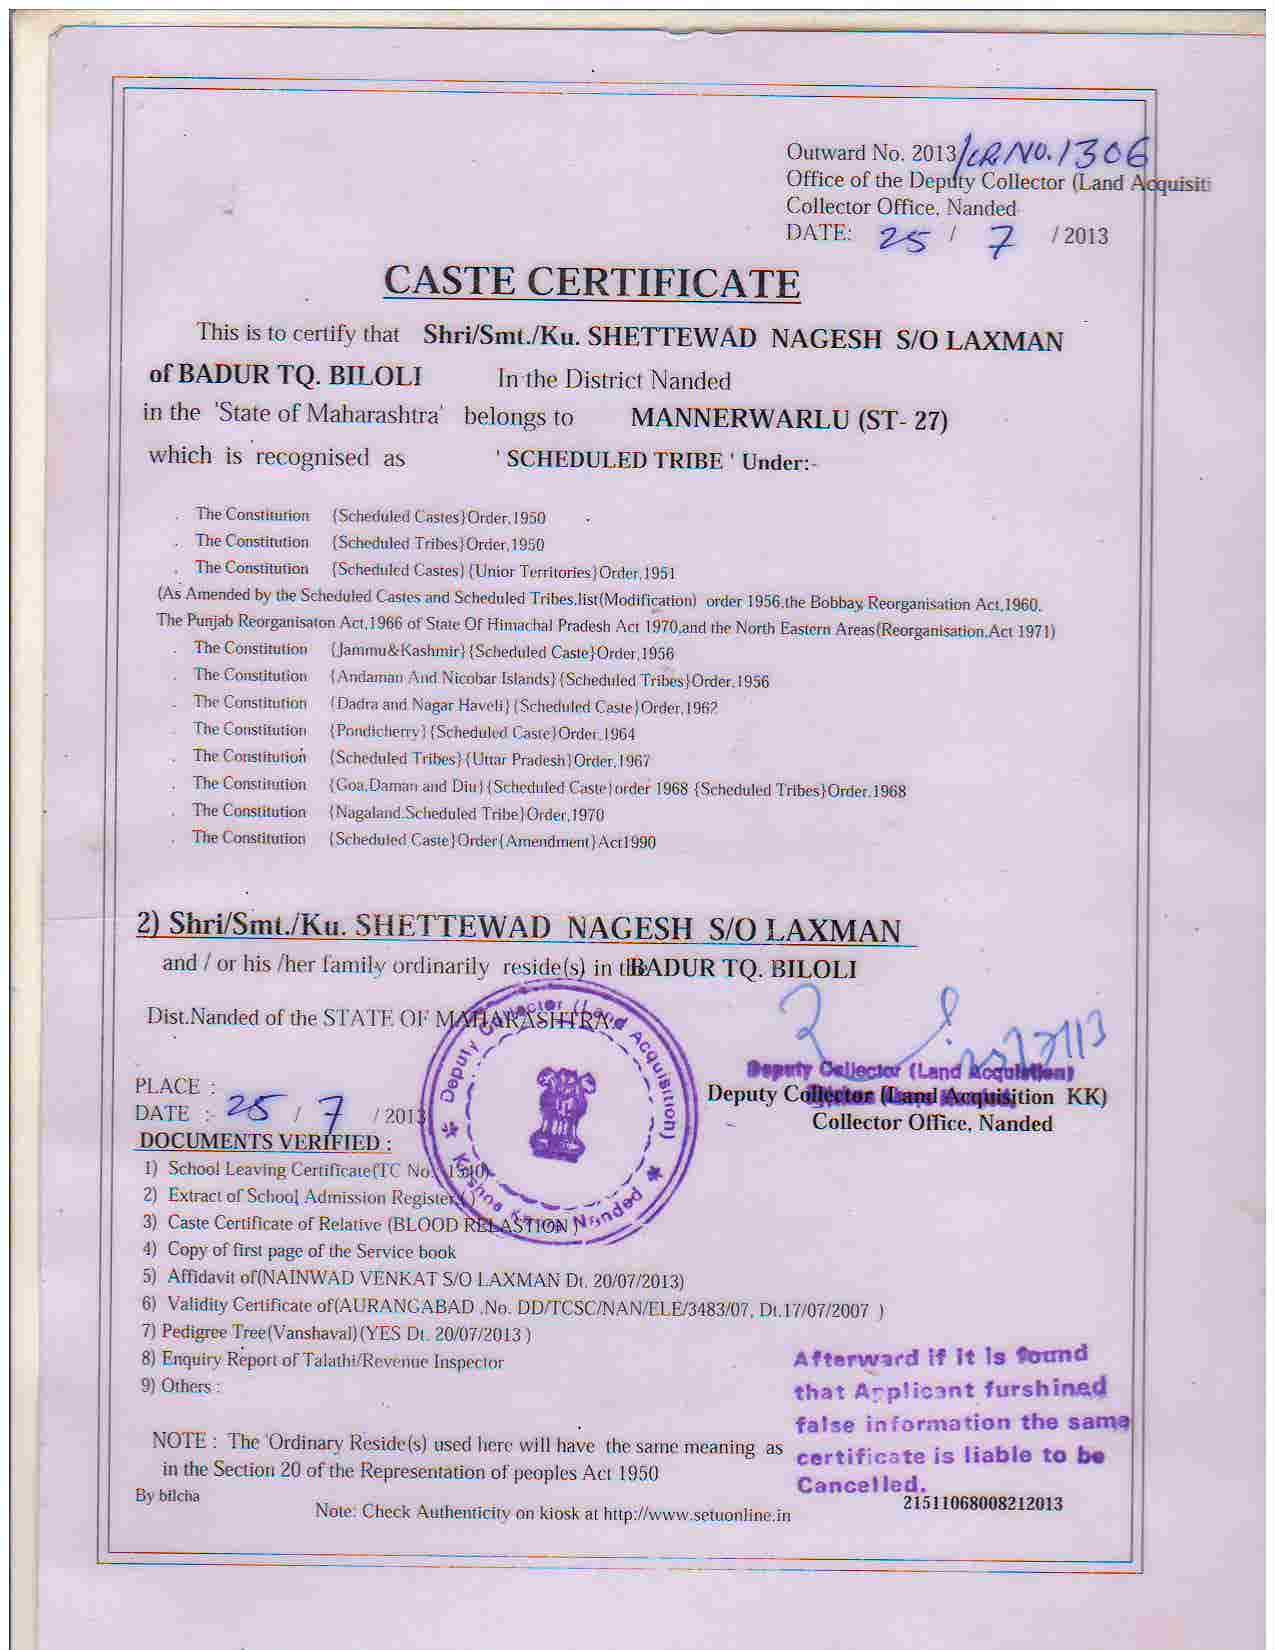 Outward No. 2013/CR.NO.1306
Office of the Deputy Collector (Land Acquisiti
Collector Office, Nanded
DATE: 25 / 7 / 2013
CASTE CERTIFICATE
This is to certify that Shri/Smt./Ku. SHETTEWAD NAGESH S/O LAXMAN
of BADUR TQ. BILOLI In the District Nanded
in the 'State of Maharashtra' belongs to MANNERWARLU (ST- 27)
which is recognised as ' SCHEDULED TRIBE ' Under:-
. The Constitution {Scheduled Castes}Order,1950
. The Constitution {Scheduled Tribes}Order,1950
. The Constitution {Scheduled Castes} {Unior Territories}Order,1951
(As Amended by the Scheduled Castes and Scheduled Tribes,list(Modification) order 1956,the Bobbay, Reorganisation Act,1960,
The Punjab Reorganisaton Act,1966 of State Of Himachal Pradesh Act 1970,and the North Eastern Areas(Reorganisation,Act 1971)
. The Constitution {Jammu&Kashmir} {Scheduled Caste}Order,1956
. The Constitution {Andaman And Nicobar Islands} {Scheduled Tribes}Order,1956
. The Constitution {Dadra and Nagar Haveli} {Scheduled Caste}Order,1962
. The Constitution {Pondicherry} {Scheduled Caste}Order,1964
. The Constitution {Scheduled Tribes} {Uttar Pradesh}Order,1967
. The Constitution {Goa,Daman and Diu} {Scheduled Caste}order 1968 {Scheduled Tribes}Order,1968
. The Constitution {Nagaland,Scheduled Tribe}Order,1970
. The Constitution {Scheduled Caste}Order{Amendment}Act1990
2) Shri/Smt./Ku. SHETTEWAD NAGESH S/O LAXMAN
and / or his /her family ordinarily reside(s) in the BADUR TQ. BILOLI
Dist.Nanded of the STATE OF MAHARASHTRA.
Deputy Collector (Land Acquisition)
Krishna Nanded
Deputy Collector (Land Acquisition)
Deputy Collector (Land Acquisition KK)
Collector Office, Nanded
PLACE :
DATE :- 25 / 7 / 2013
DOCUMENTS VERIFIED :
1) School Leaving Certificate(TC No. 1540)
2) Extract of School Admission Register( )
3) Caste Certificate of Relative (BLOOD RELASTION )
4) Copy of first page of the Service book
5) Affidavit of(NAINWAD VENKAT S/O LAXMAN Dt. 20/07/2013)
6) Validity Certificate of(AURANGABAD ,No. DD/TCSC/NAN/ELE/3483/07, Dt.17/07/2007 )
7) Pedigree Tree(Vanshaval)(YES Dt. 20/07/2013 )
8) Enquiry Report of Talathi/Revenue Inspector
9) Others :
Afterward if it is found
that Applicant furshined
false information the same
certificate is liable to be
Cancelled.
NOTE : The 'Ordinary Reside(s) used here will have the same meaning as
in the Section 20 of the Representation of peoples Act 1950
By bilcha
21511068008212013
Note: Check Authenticity on kiosk at http://www.setuonline.in